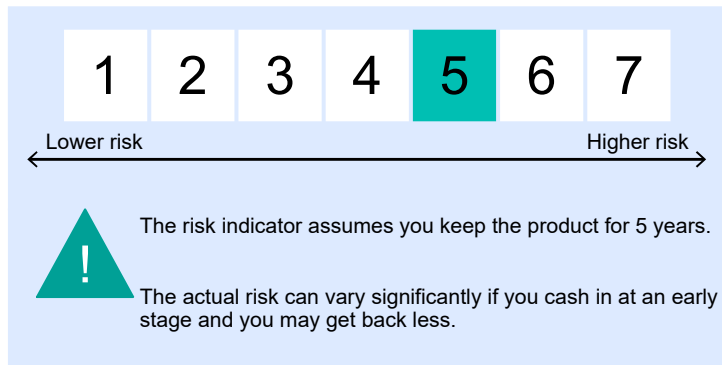 1 2 3 4 5 6 7
Lower risk Higher risk
!
The risk indicator assumes you keep the product for 5 years.
The actual risk can vary significantly if you cash in at an early
stage and you may get back less.